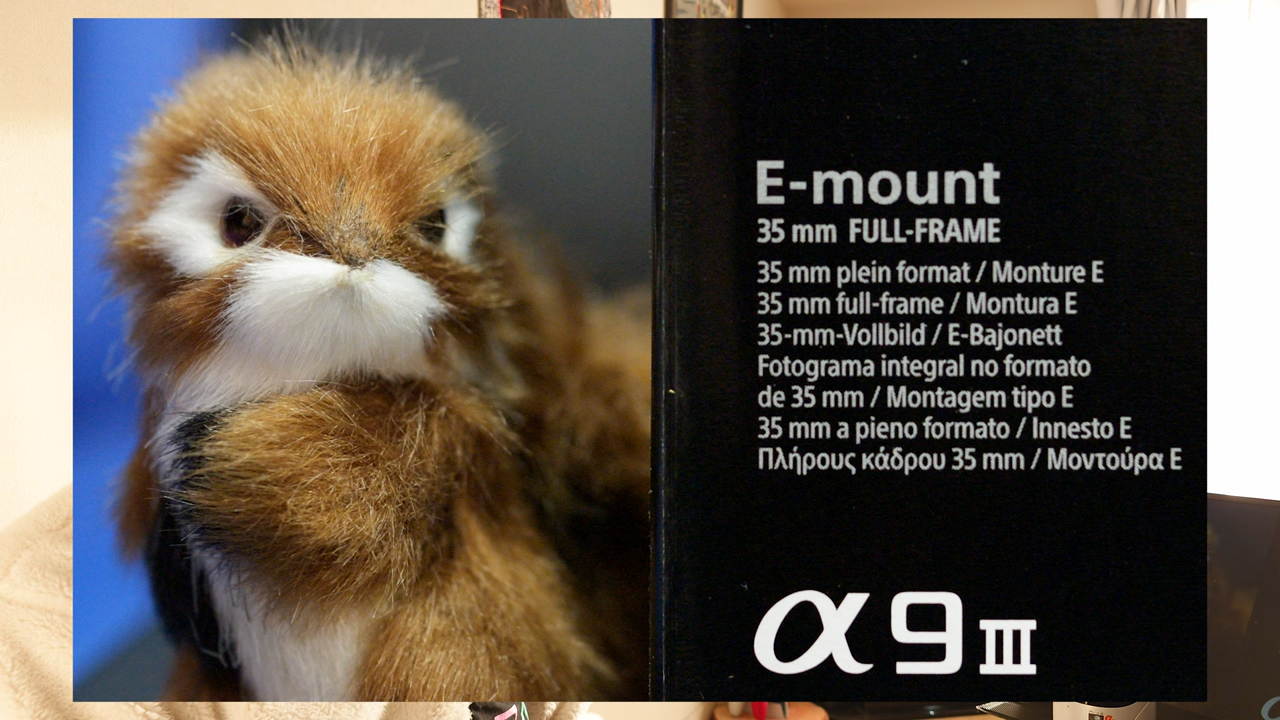 E-mount
35 mm FULL-FRAME
35 mm plein format / Monture E
35 mm full-frame / Montura E
35-mm-Vollbild / E-Bajonett
Fotograma integral no formato
de 35 mm / Montagem tipo E
35 mm a pieno formato / Innesto E
Πλήρους κάδρου 35 mm / Μοντούρα E
α9III